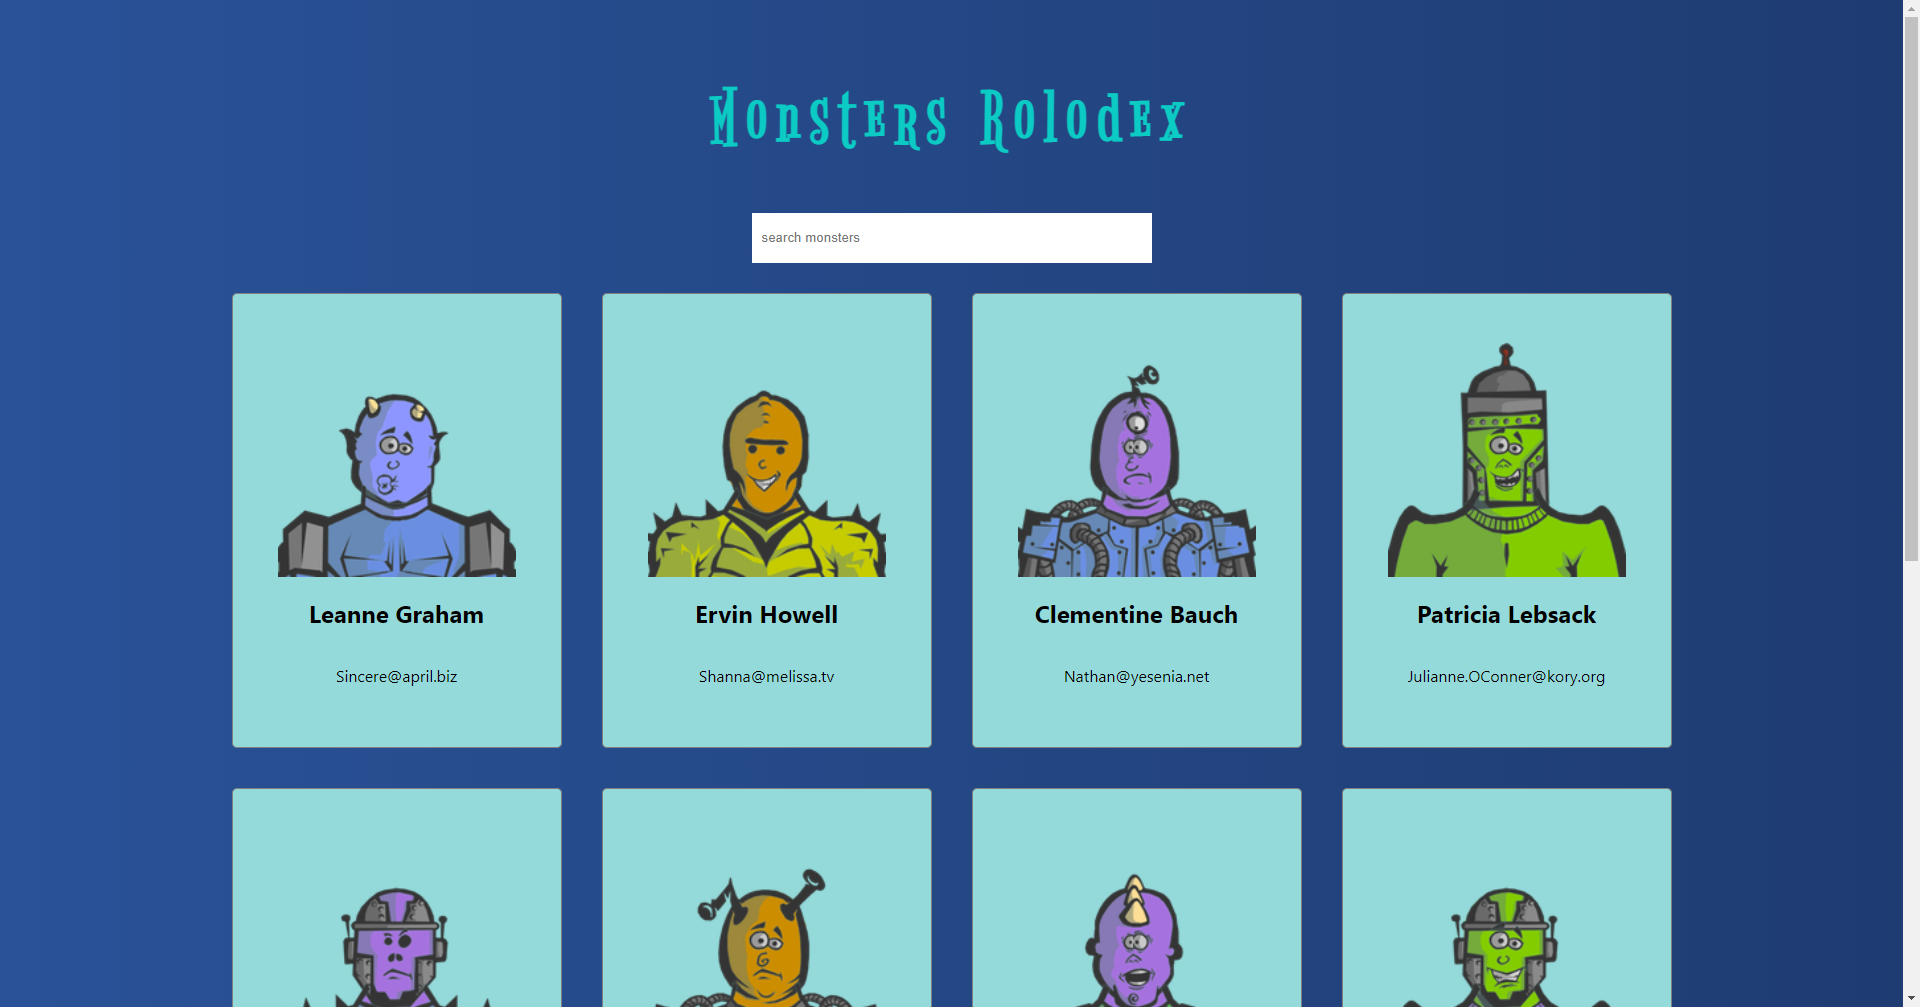 Monsters Rolodex
search monsters
Leanne Graham
Ervin Howell
Clementine Bauch
Patricia Lebsack
Sincere@april.biz
Shanna@melissa.tv
Nathan@yesenia.net
Julianne.OConner@kory.org